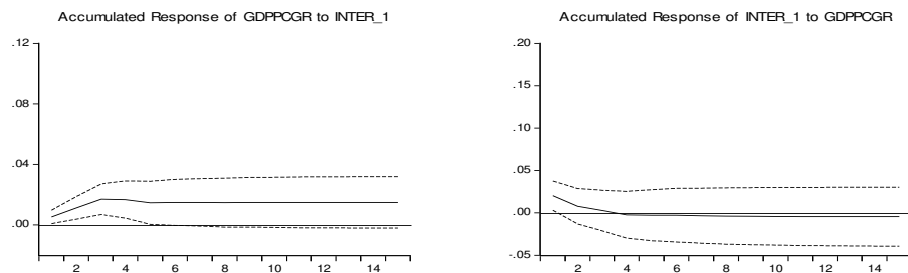 Accumulated Response of GDPPCGR to INTER_1
.12
.08
.04
.00
2 4 6 8 10 12 14
Accumulated Response of INTER_1 to GDPPCGR
.20
.15
.10
.05
.00
-.05
2 4 6 8 10 12 14